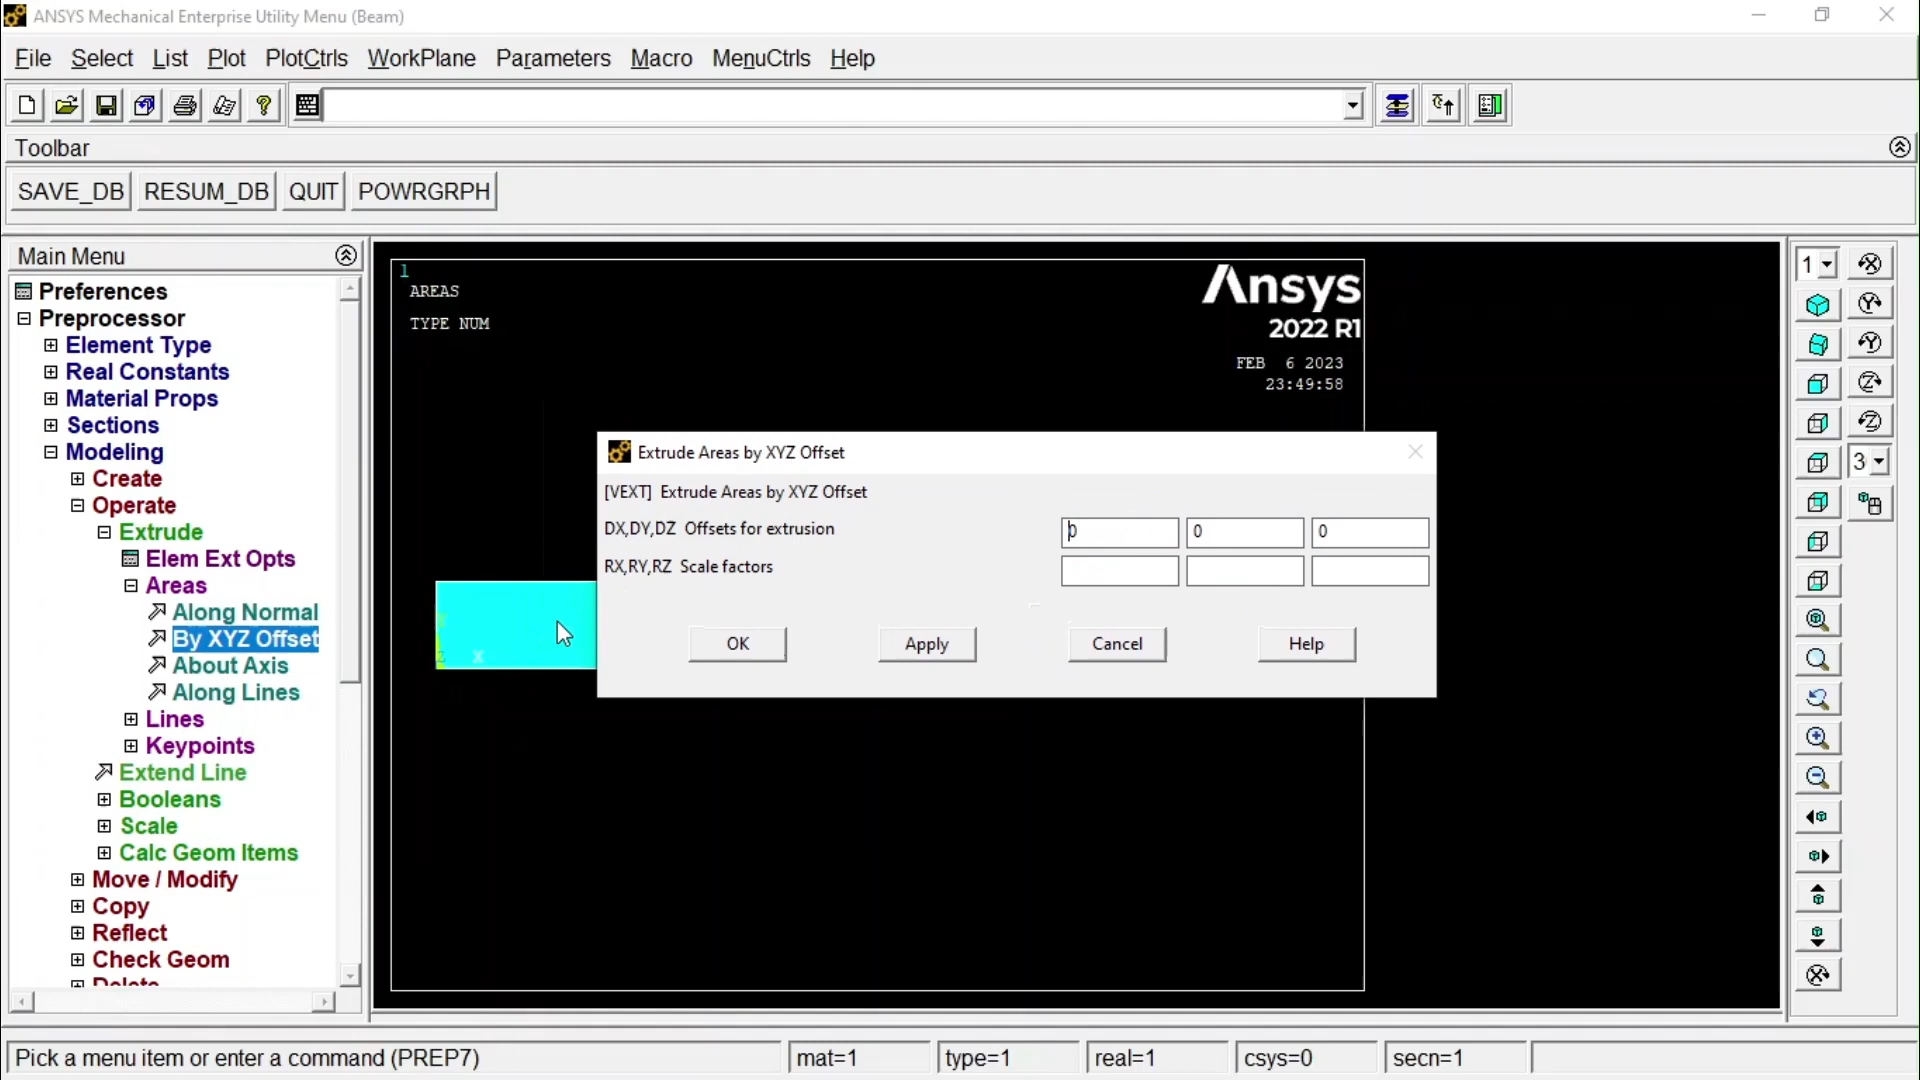 ANSYS Mechanical Enterprise Utility Menu (Beam)
File Select List Plot PlotCtrls WorkPlane Parameters Macro MenuCtrls Help
Toolbar
SAVE_DB RESUM_DB QUIT POWRGRPH
Main Menu
Preferences
Preprocessor
Element Type
Real Constants
Material Props
Sections
Modeling
Create
Operate
Extrude
Elem Ext Opts
Areas
Along Normal
By XYZ Offset
About Axis
Along Lines
Lines
Keypoints
Extend Line
Booleans
Scale
Calc Geom Items
Move / Modify
Copy
Reflect
Check Geom
Delete
1
AREAS
TYPE NUM
Ansys
2022 R1
FEB 6 2023
23:49:58
Z X
Extrude Areas by XYZ Offset
[VEXT] Extrude Areas by XYZ Offset
DX,DY,DZ Offsets for extrusion 0 0 0
RX,RY,RZ Scale factors
OK Apply Cancel Help
1
3
Pick a menu item or enter a command (PREP7) mat=1 type=1 real=1 csys=0 secn=1